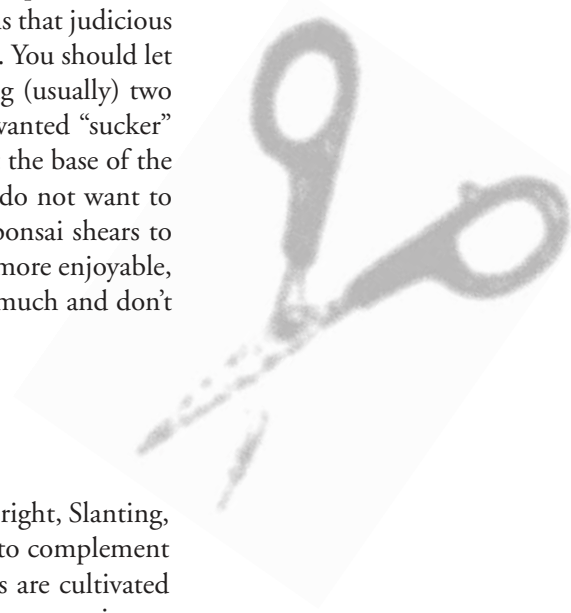 s that judicious
. You should let
g (usually) two
vanted “sucker”
the base of the
do not want to
bonsai shears to
more enjoyable,
much and don’t
right, Slanting,
to complement
s are cultivated